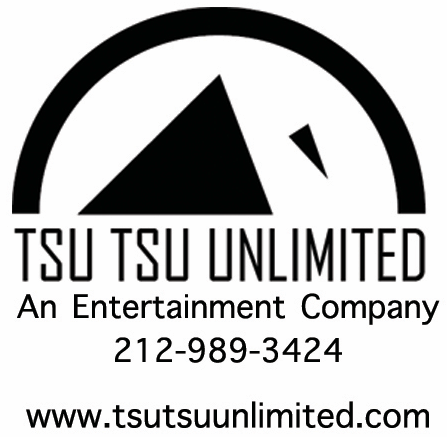 TSU TSU UNLIMITED
An Entertainment Company
212-989-3424
www.tsutsuunlimited.com